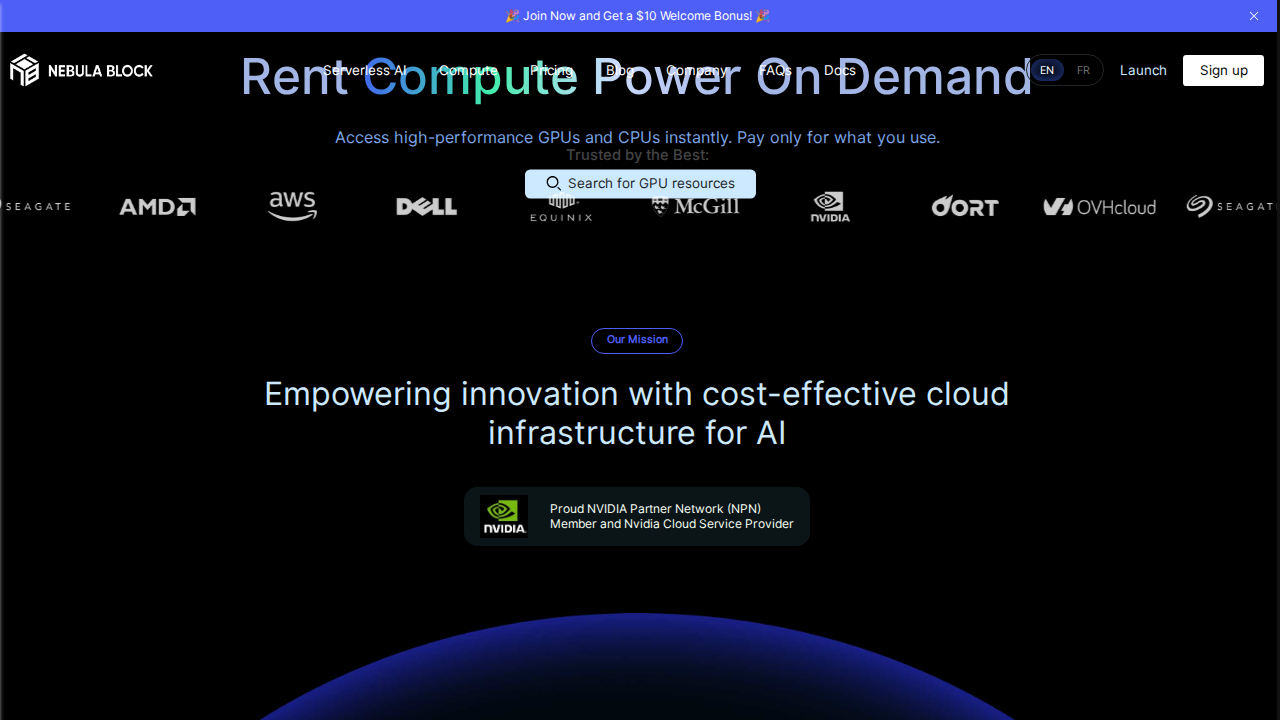 🎉 Join Now and Get a $10 Welcome Bonus! 🎉
NEBULA BLOCK
Serverless AI
Compute
Pricing
Blog
Company
FAQs
Docs
EN
FR
Launch
Sign up
Rent Compute Power On Demand
Access high-performance GPUs and CPUs instantly. Pay only for what you use.
Trusted by the Best:
Search for GPU resources
SEAGATE
AMD
aws
DELL
EQUINIX
McGill
NVIDIA
OORT
OVHcloud
SEAGAT
Our Mission
Empowering innovation with cost-effective cloud
infrastructure for AI
NVIDIA.
Proud NVIDIA Partner Network (NPN)
Member and Nvidia Cloud Service Provider